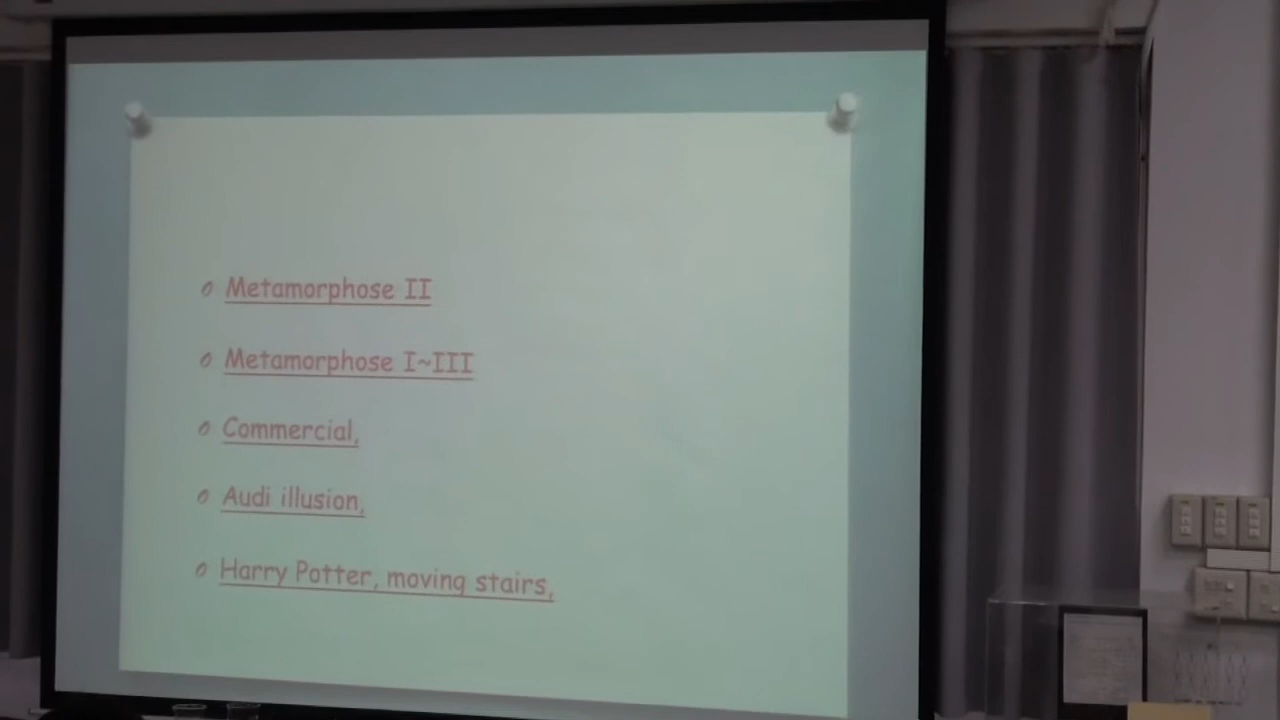 Metamorphose II
Metamorphose I~III
Commercial,
Audi illusion,
Harry Potter, moving stairs,